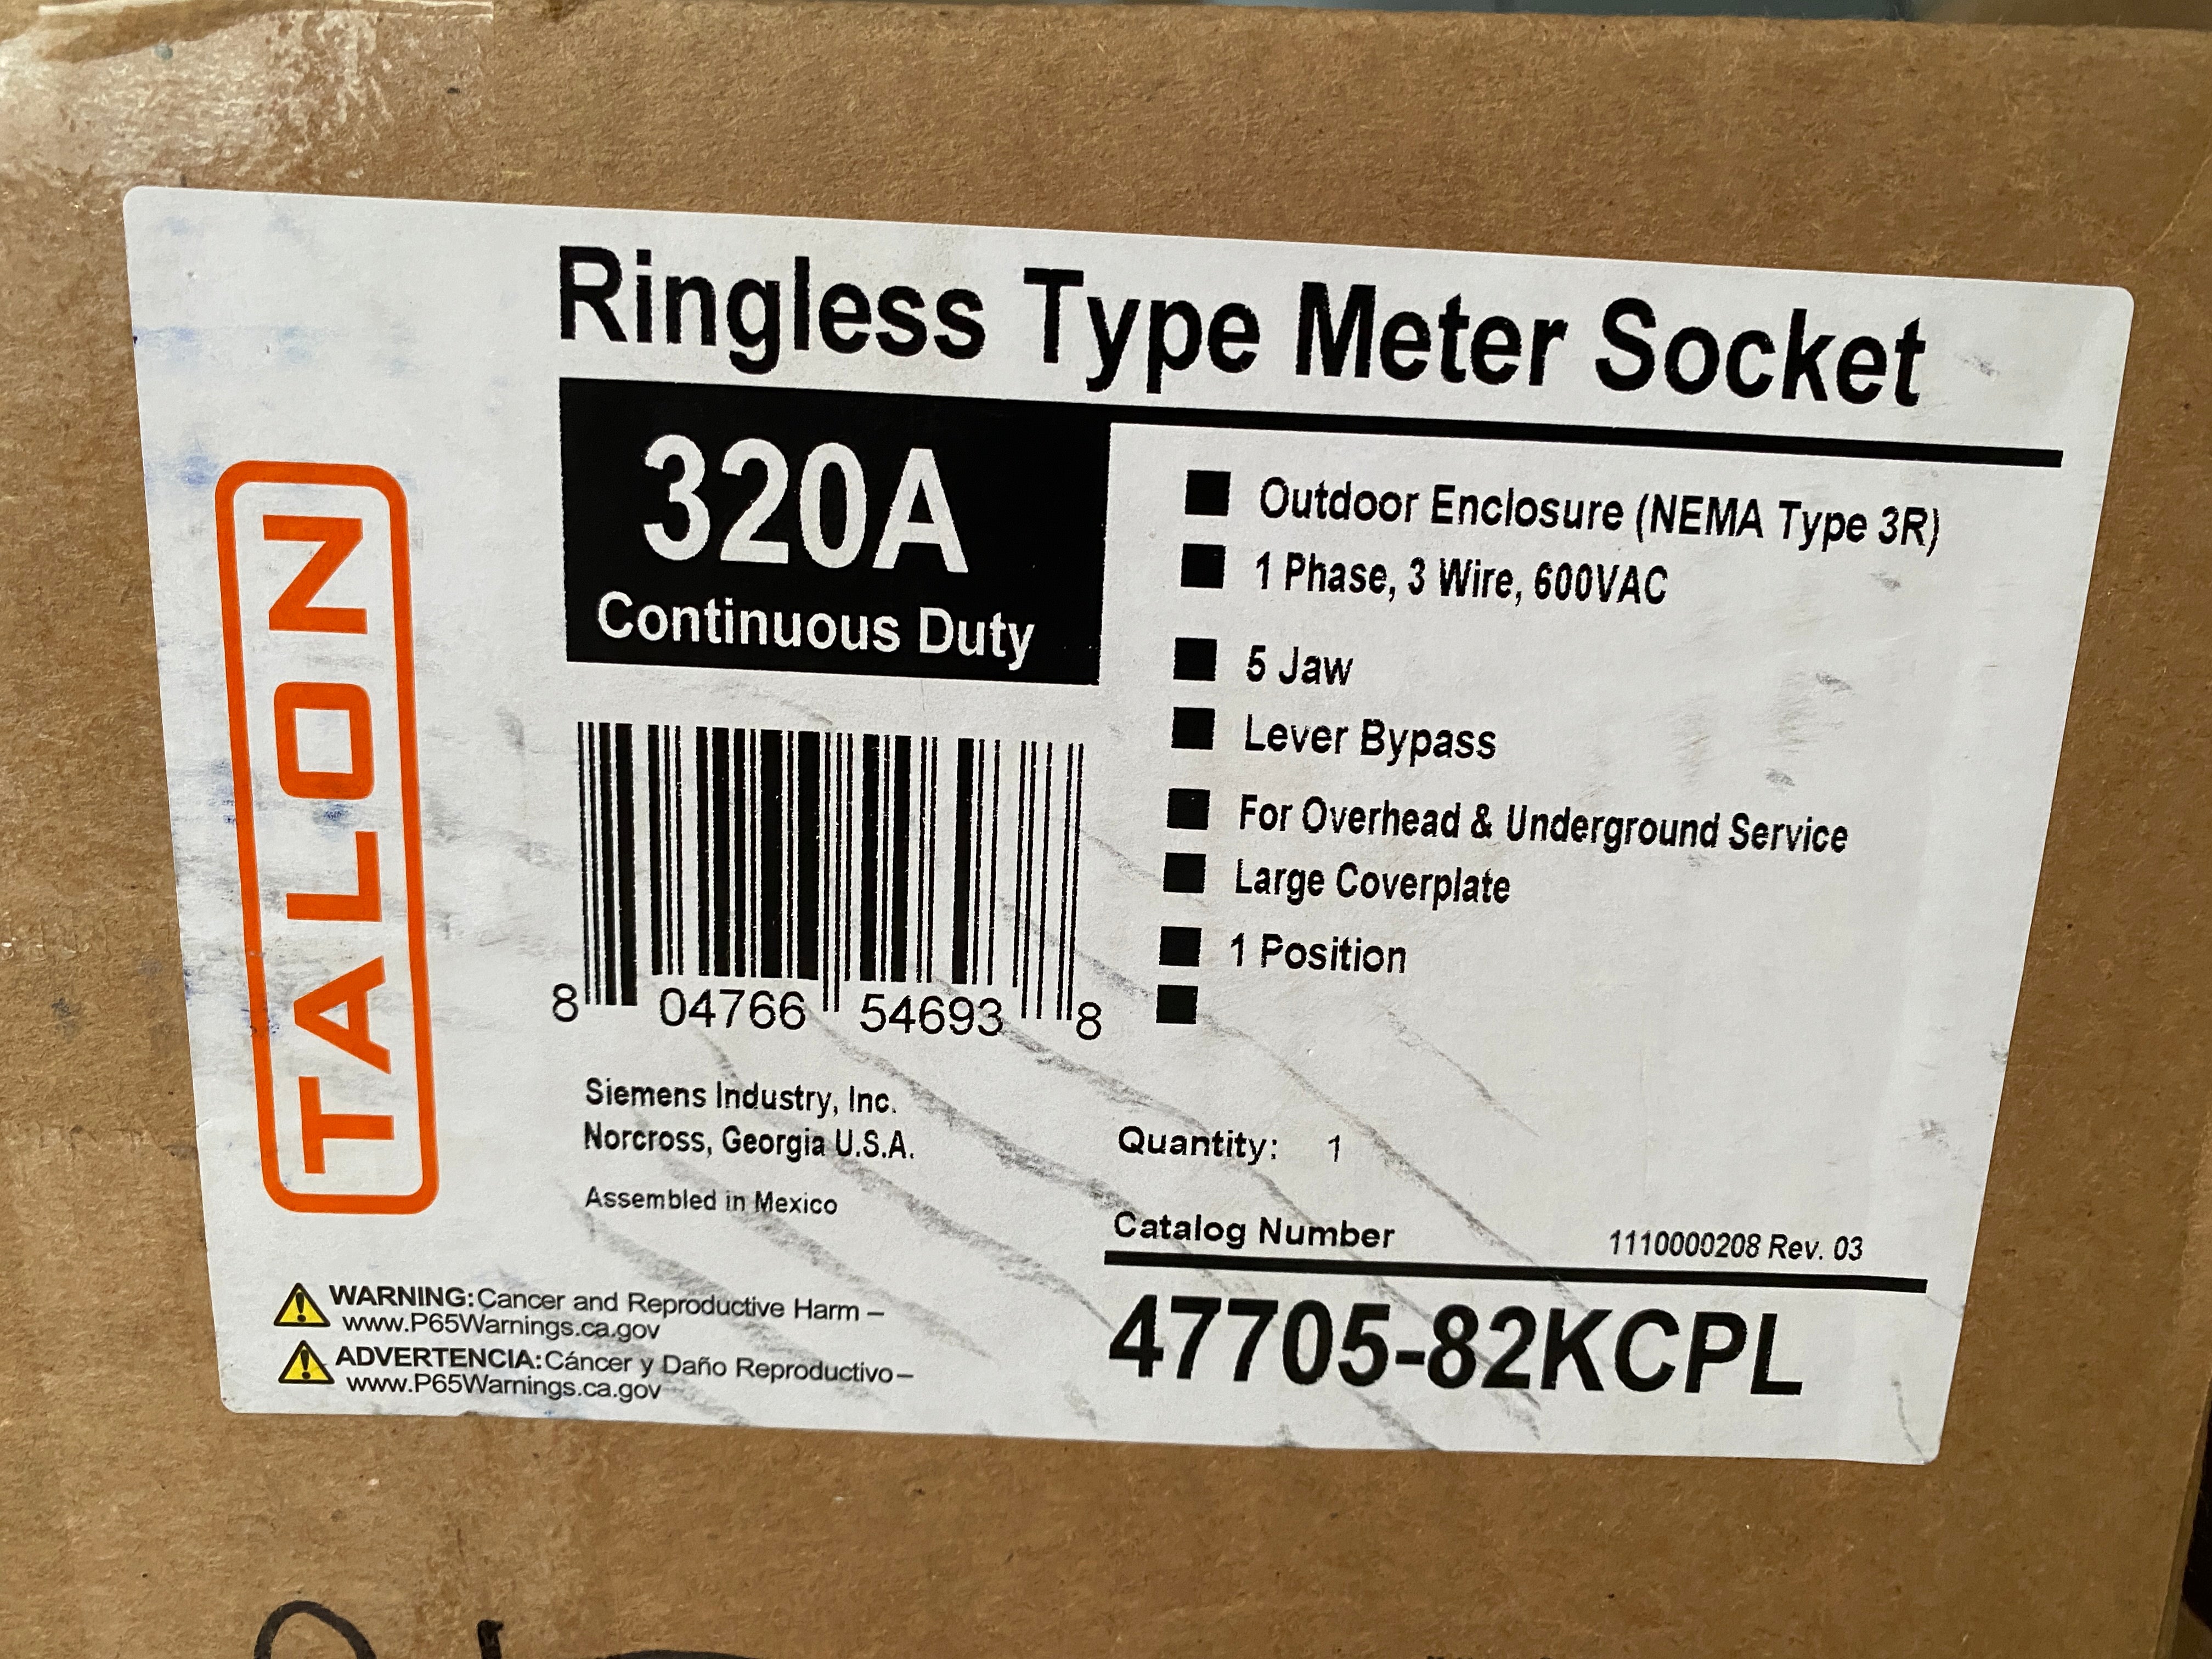 Ringless Type Meter Socket
TALON
320A
Continuous Duty
Outdoor Enclosure (NEMA Type 3R)
1 Phase, 3 Wire, 600VAC
5 Jaw
Lever Bypass
For Overhead & Underground Service
Large Coverplate
1 Position
8 04766 54693 8
Siemens Industry, Inc.
Norcross, Georgia U.S.A.
Assembled in Mexico
Quantity: 1
Catalog Number
1110000208 Rev. 03
47705-82KCPL
WARNING: Cancer and Reproductive Harm –
www.P65Warnings.ca.gov
ADVERTENCIA: Cáncer y Daño Reproductivo–
www.P65Warnings.ca.gov